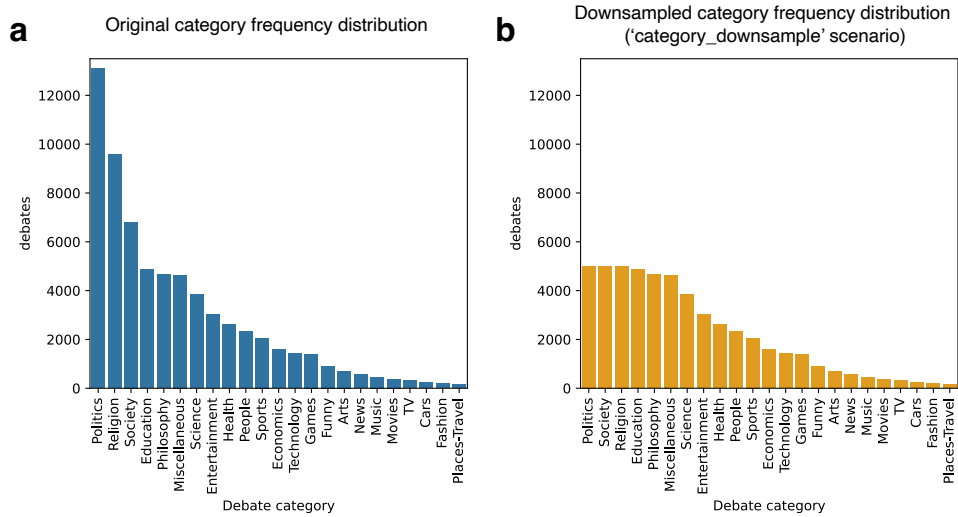 a
Original category frequency distribution
12000
10000
8000
6000
4000
2000
0
debates
Politics
Religion
Society
Education
Philosophy
Miscellaneous
Science
Entertainment
Health
People
Sports
Economics
Technology
Games
Funny
Arts
News
Music
Movies
TV
Cars
Fashion
Places-Travel
Debate category
b
Downsampled category frequency distribution
(‘category_downsample’ scenario)
12000
10000
8000
6000
4000
2000
0
debates
Politics
Society
Religion
Education
Philosophy
Miscellaneous
Science
Entertainment
Health
People
Sports
Economics
Technology
Games
Funny
Arts
News
Music
Movies
TV
Cars
Fashion
Places-Travel
Debate category